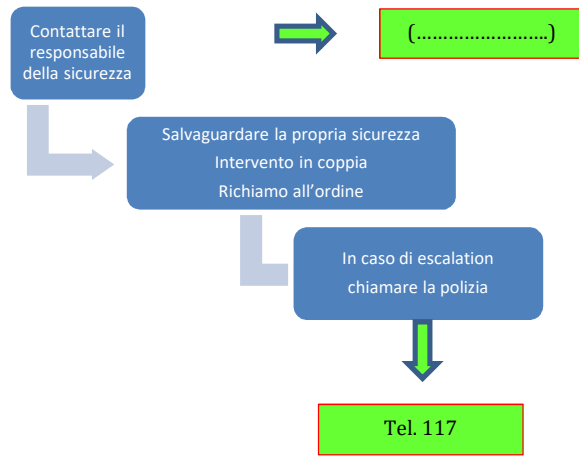 Contattare il
responsabile
della sicurezza
(……………………..)
Salvaguardare la propria sicurezza
Intervento in coppia
Richiamo all’ordine
In caso di escalation
chiamare la polizia
Tel. 117